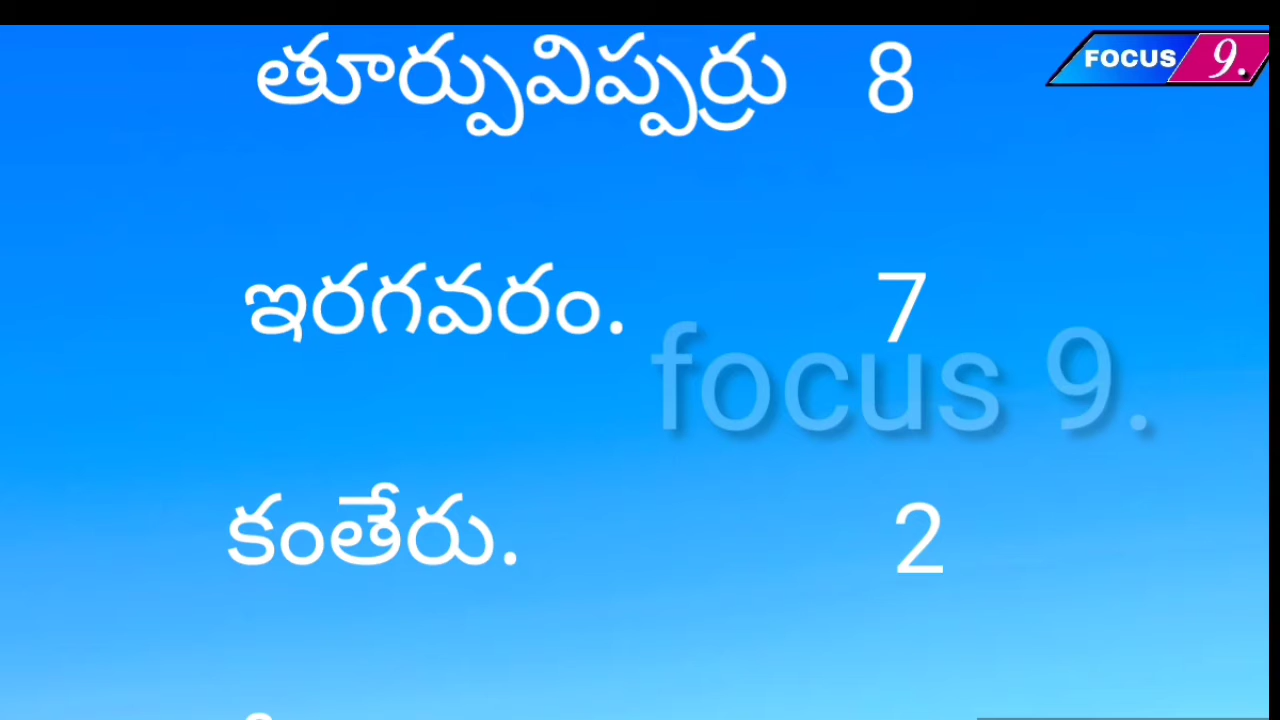 తూర్పువిప్పర్రు 8
FOCUS 9.
ఇరగవరం. 7
focus 9.
కంతేరు. 2